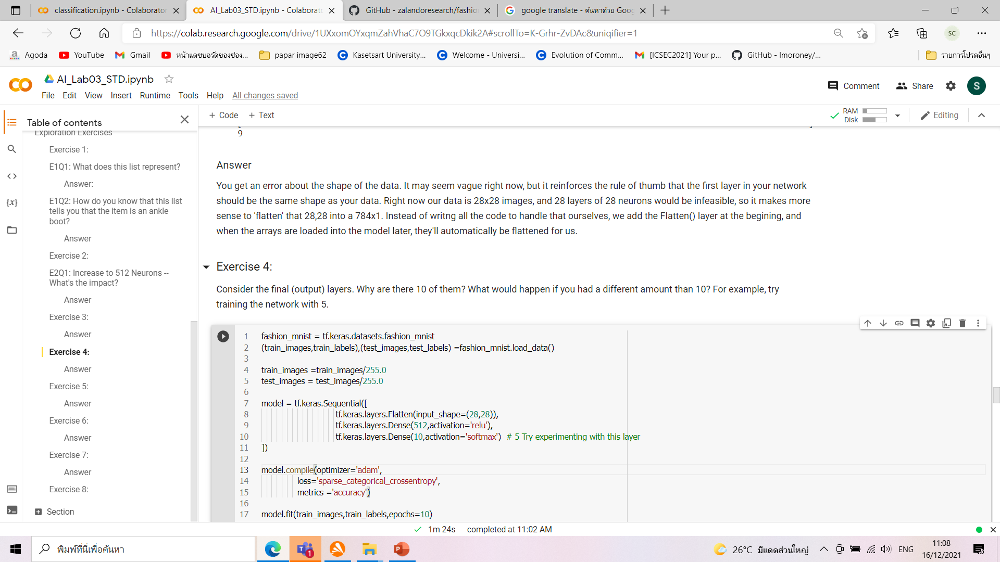 classification.ipynb - Colaborator
AI_Lab03_STD.ipynb - Colaborato
GitHub - zalandoresearch/fashio
google translate - ค้นหาด้วย Goog
https://colab.research.google.com/drive/1UXxomOYxqmZahVhaC7O9TGkxqcDkik2A#scrollTo=K-Grhr-ZvDAc&uniqifier=1
SC
Agoda
YouTube
Gmail
หน้าแดชบอร์ดของช่อง...
papar image62
Kasetsart University...
Welcome - Universi...
Evolution of Comm...
[ICSEC2021] Your p...
GitHub - lmoroney/...
รายการโปรดอื่นๆ
AI_Lab03_STD.ipynb
File Edit View Insert Runtime Tools Help All changes saved
Comment
Share
S
Table of contents
+ Code + Text
RAM
Disk
Editing
Exploration Exercises
Exercise 1:
E1Q1: What does this list represent?
Answer:
E1Q2: How do you know that this list
tells you that the item is an ankle
boot?
Answer
Exercise 2:
E2Q1: Increase to 512 Neurons --
What's the impact?
Answer
Exercise 3:
Answer
Exercise 4:
Answer
Exercise 5:
Answer
Exercise 6:
Answer
Exercise 7:
Answer
Exercise 8:
Section
9
Answer
You get an error about the shape of the data. It may seem vague right now, but it reinforces the rule of thumb that the first layer in your network
should be the same shape as your data. Right now our data is 28x28 images, and 28 layers of 28 neurons would be infeasible, so it makes more
sense to 'flatten' that 28,28 into a 784x1. Instead of writng all the code to handle that ourselves, we add the Flatten() layer at the begining, and
when the arrays are loaded into the model later, they'll automatically be flattened for us.
Exercise 4:
Consider the final (output) layers. Why are there 10 of them? What would happen if you had a different amount than 10? For example, try
training the network with 5.
1 fashion_mnist = tf.keras.datasets.fashion_mnist
2 (train_images,train_labels),(test_images,test_labels) =fashion_mnist.load_data()
3
4 train_images =train_images/255.0
5 test_images = test_images/255.0
6
7 model = tf.keras.Sequential([
8 tf.keras.layers.Flatten(input_shape=(28,28)),
9 tf.keras.layers.Dense(512,activation='relu'),
10 tf.keras.layers.Dense(10,activation='softmax') # 5 Try experimenting with this layer
11 ])
12
13 model.compile(optimizer='adam',
14 loss='sparse_categorical_crossentropy',
15 metrics ='accuracy')
16
17 model.fit(train_images,train_labels,epochs=10)
1m 24s completed at 11:02 AM
พิมพ์ที่นี่เพื่อค้นหา
1
26°C มีแดดส่วนใหญ่
ENG
11:08
16/12/2021